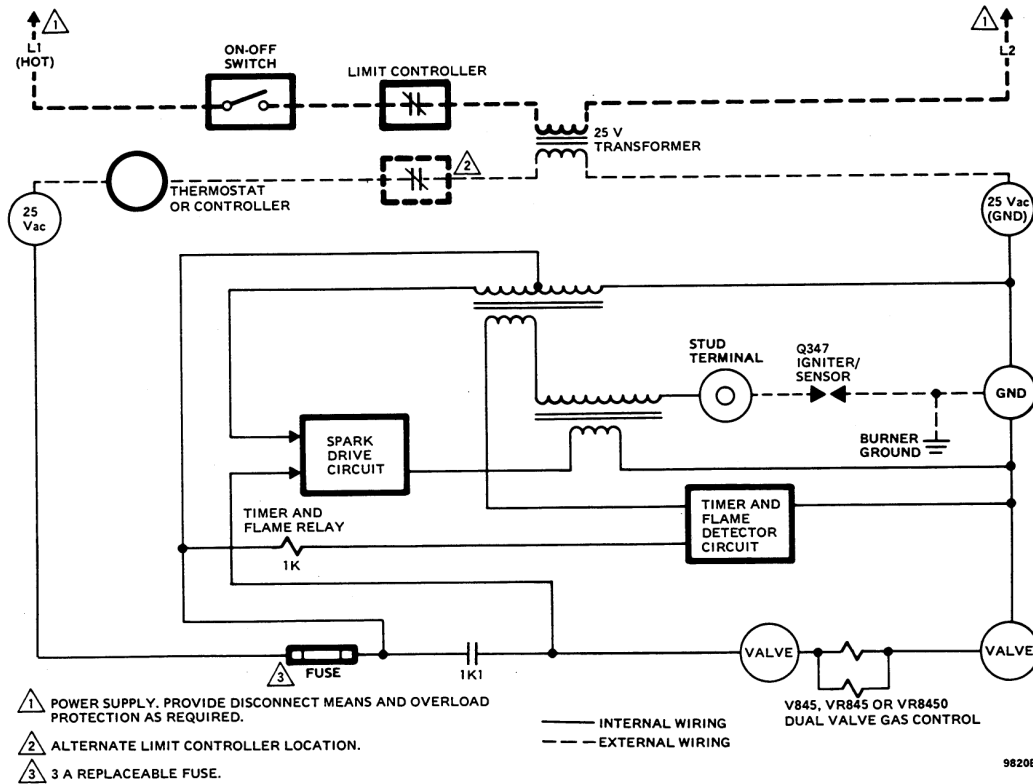 1
1
L1
(HOT)
L2
ON-OFF
SWITCH
LIMIT CONTROLLER
25 V
TRANSFORMER
2
THERMOSTAT
OR CONTROLLER
25
Vac
25 Vac
(GND)
STUD
TERMINAL
Q347
IGNITER/
SENSOR
GND
BURNER
GROUND
SPARK
DRIVE
CIRCUIT
TIMER AND
FLAME RELAY
1K
TIMER AND
FLAME
DETECTOR
CIRCUIT
3
FUSE
1K1
VALVE
VALVE
V845, VR845 OR VR8450
DUAL VALVE GAS CONTROL
1 POWER SUPPLY. PROVIDE DISCONNECT MEANS AND OVERLOAD
PROTECTION AS REQUIRED.
2 ALTERNATE LIMIT CONTROLLER LOCATION.
3 3 A REPLACEABLE FUSE.
INTERNAL WIRING
EXTERNAL WIRING